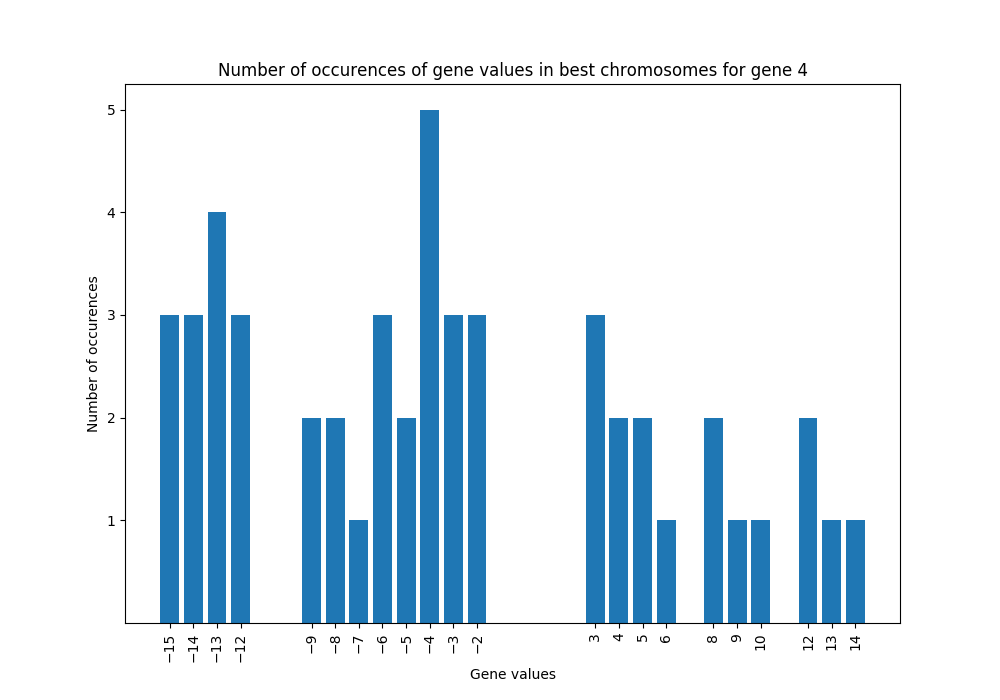 Number of occurences of gene values in best chromosomes for gene 4
5
4
3
2
1
Number of occurences
−15 −14 −13 −12 −9 −8 −7 −6 −5 −4 −3 −2 3 4 5 6 8 9 10 12 13 14
Gene values